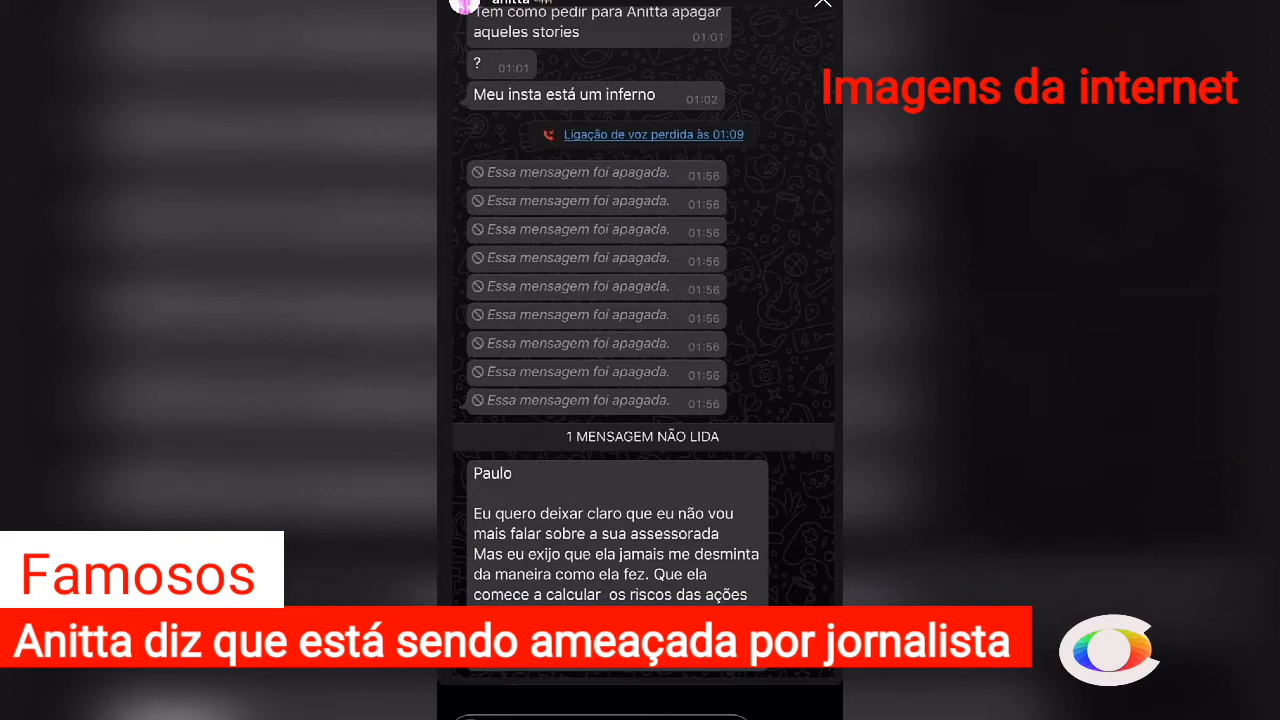 anitta 4h
Tem como pedir para Anitta apagar
aqueles stories
01:01
? 01:01
Meu insta está um inferno 01:02
Imagens da internet
Ligação de voz perdida às 01:09
Essa mensagem foi apagada. 01:56
Essa mensagem foi apagada. 01:56
Essa mensagem foi apagada. 01:56
Essa mensagem foi apagada. 01:56
Essa mensagem foi apagada. 01:56
Essa mensagem foi apagada. 01:56
Essa mensagem foi apagada. 01:56
Essa mensagem foi apagada. 01:56
Essa mensagem foi apagada. 01:56
1 MENSAGEM NÃO LIDA
Paulo
Eu quero deixar claro que eu não vou
mais falar sobre a sua assessorada
Mas eu exijo que ela jamais me desminta
da maneira como ela fez. Que ela
comece a calcular os riscos das ações
Famosos
Anitta diz que está sendo ameaçada por jornalista